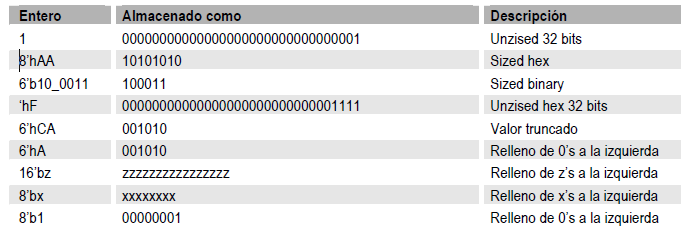 Entero Almacenado como Descripción
1 00000000000000000000000000000001 Unzised 32 bits
8’hAA 10101010 Sized hex
6’b10_0011 100011 Sized binary
‘hF 00000000000000000000000000001111 Unzised hex 32 bits
6’hCA 001010 Valor truncado
6’hA 001010 Relleno de 0’s a la izquierda
16’bz zzzzzzzzzzzzzzzz Relleno de z’s a la izquierda
8’bx xxxxxxxx Relleno de x’s a la izquierda
8’b1 00000001 Relleno de 0’s a la izquierda